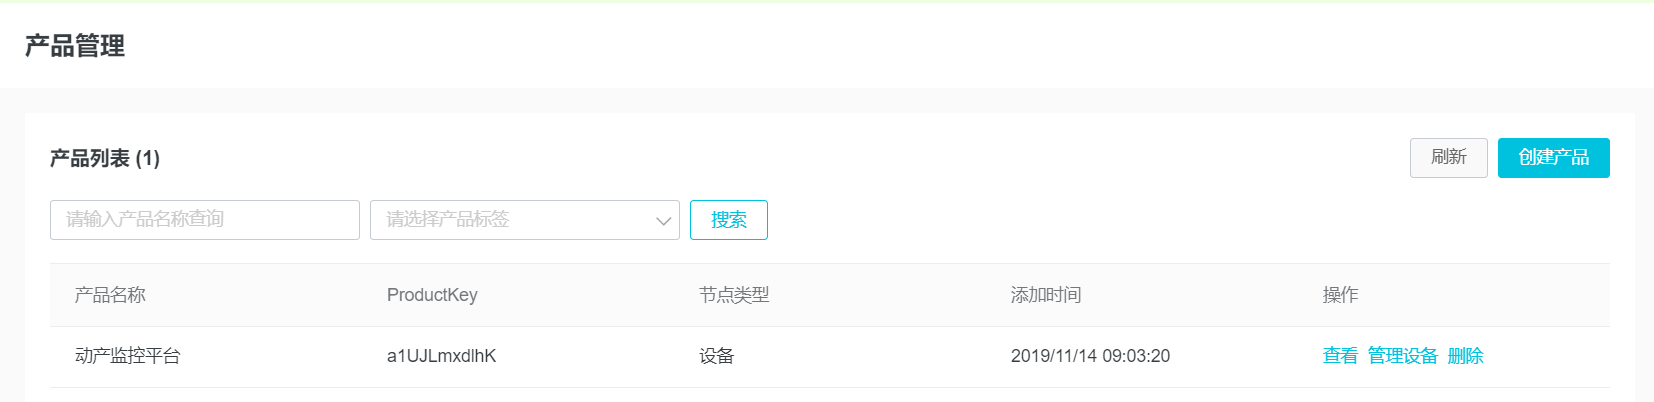 产品管理
产品列表 (1)
刷新
创建产品
请输入产品名称查询
请选择产品标签
搜索
产品名称 ProductKey 节点类型 添加时间 操作
动产监控平台 a1UJLmxdlhK 设备 2019/11/14 09:03:20 查看 管理设备 删除